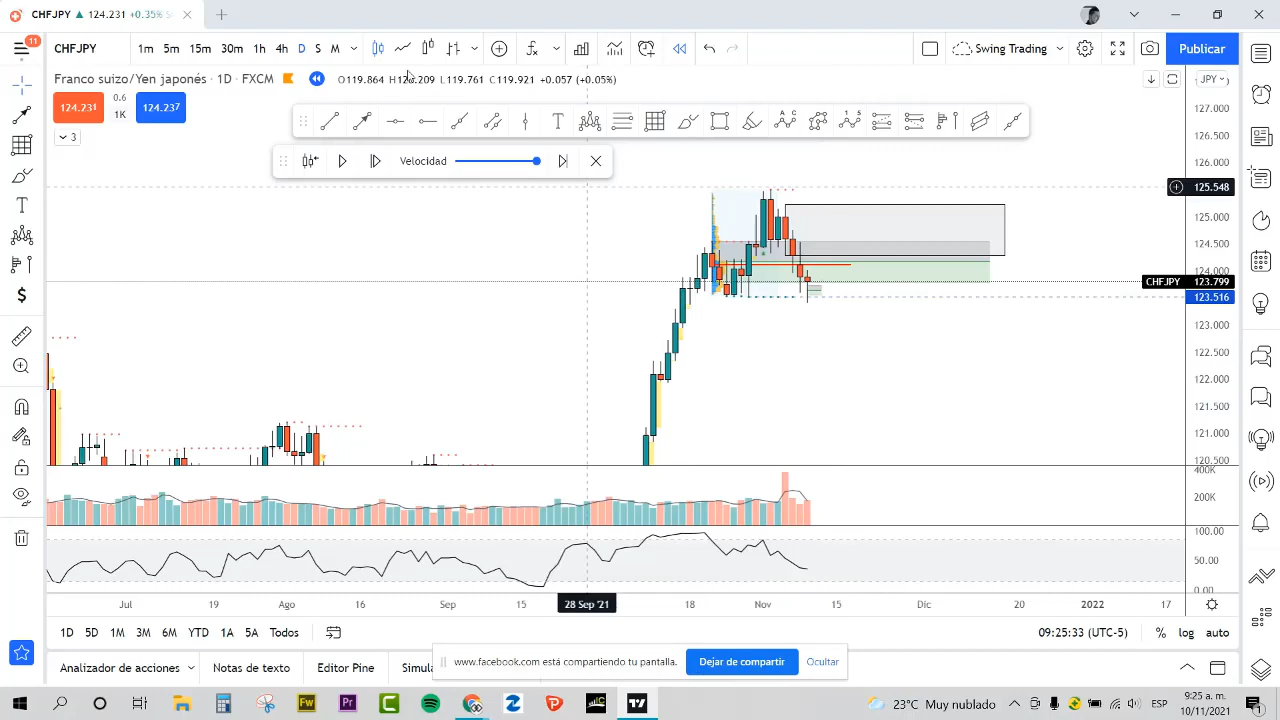 CHFJPY ▲ 124.231 +0.35% S
11
CHFJPY
1m 5m 15m 30m 1h 4h D S M
Swing Trading
Publicar
Franco suizo/Yen japonés · 1D · FXCM
O119.864 H120.209 L119.761 C119.921 +0.057 (+0.05%)
JPY
124.231
0.6
1K
124.237
3
Velocidad
127.000
126.500
126.000
125.548
125.000
124.500
124.000
CHFJPY 123.799
123.516
123.000
122.500
122.000
121.500
121.000
120.500
400K
200K
100.00
50.00
0.00
Jul 19 Ago 16 Sep 15 28 Sep '21 18 Nov 15 Dic 20 2022 17
1D 5D 1M 3M 6M YTD 1A 5A Todos
09:25:33 (UTC-5) % log auto
Analizador de acciones Notas de texto Editor Pine Simula
www.facebook.com está compartiendo tu pantalla. Dejar de compartir Ocultar
23°C Muy nublado
ESP
9:25 a. m.
10/11/2021